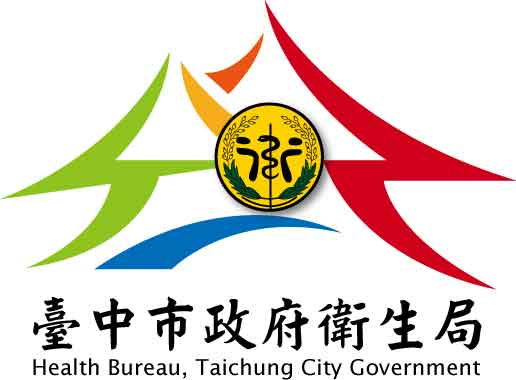 臺中市政府衛生局
Health Bureau, Taichung City Government